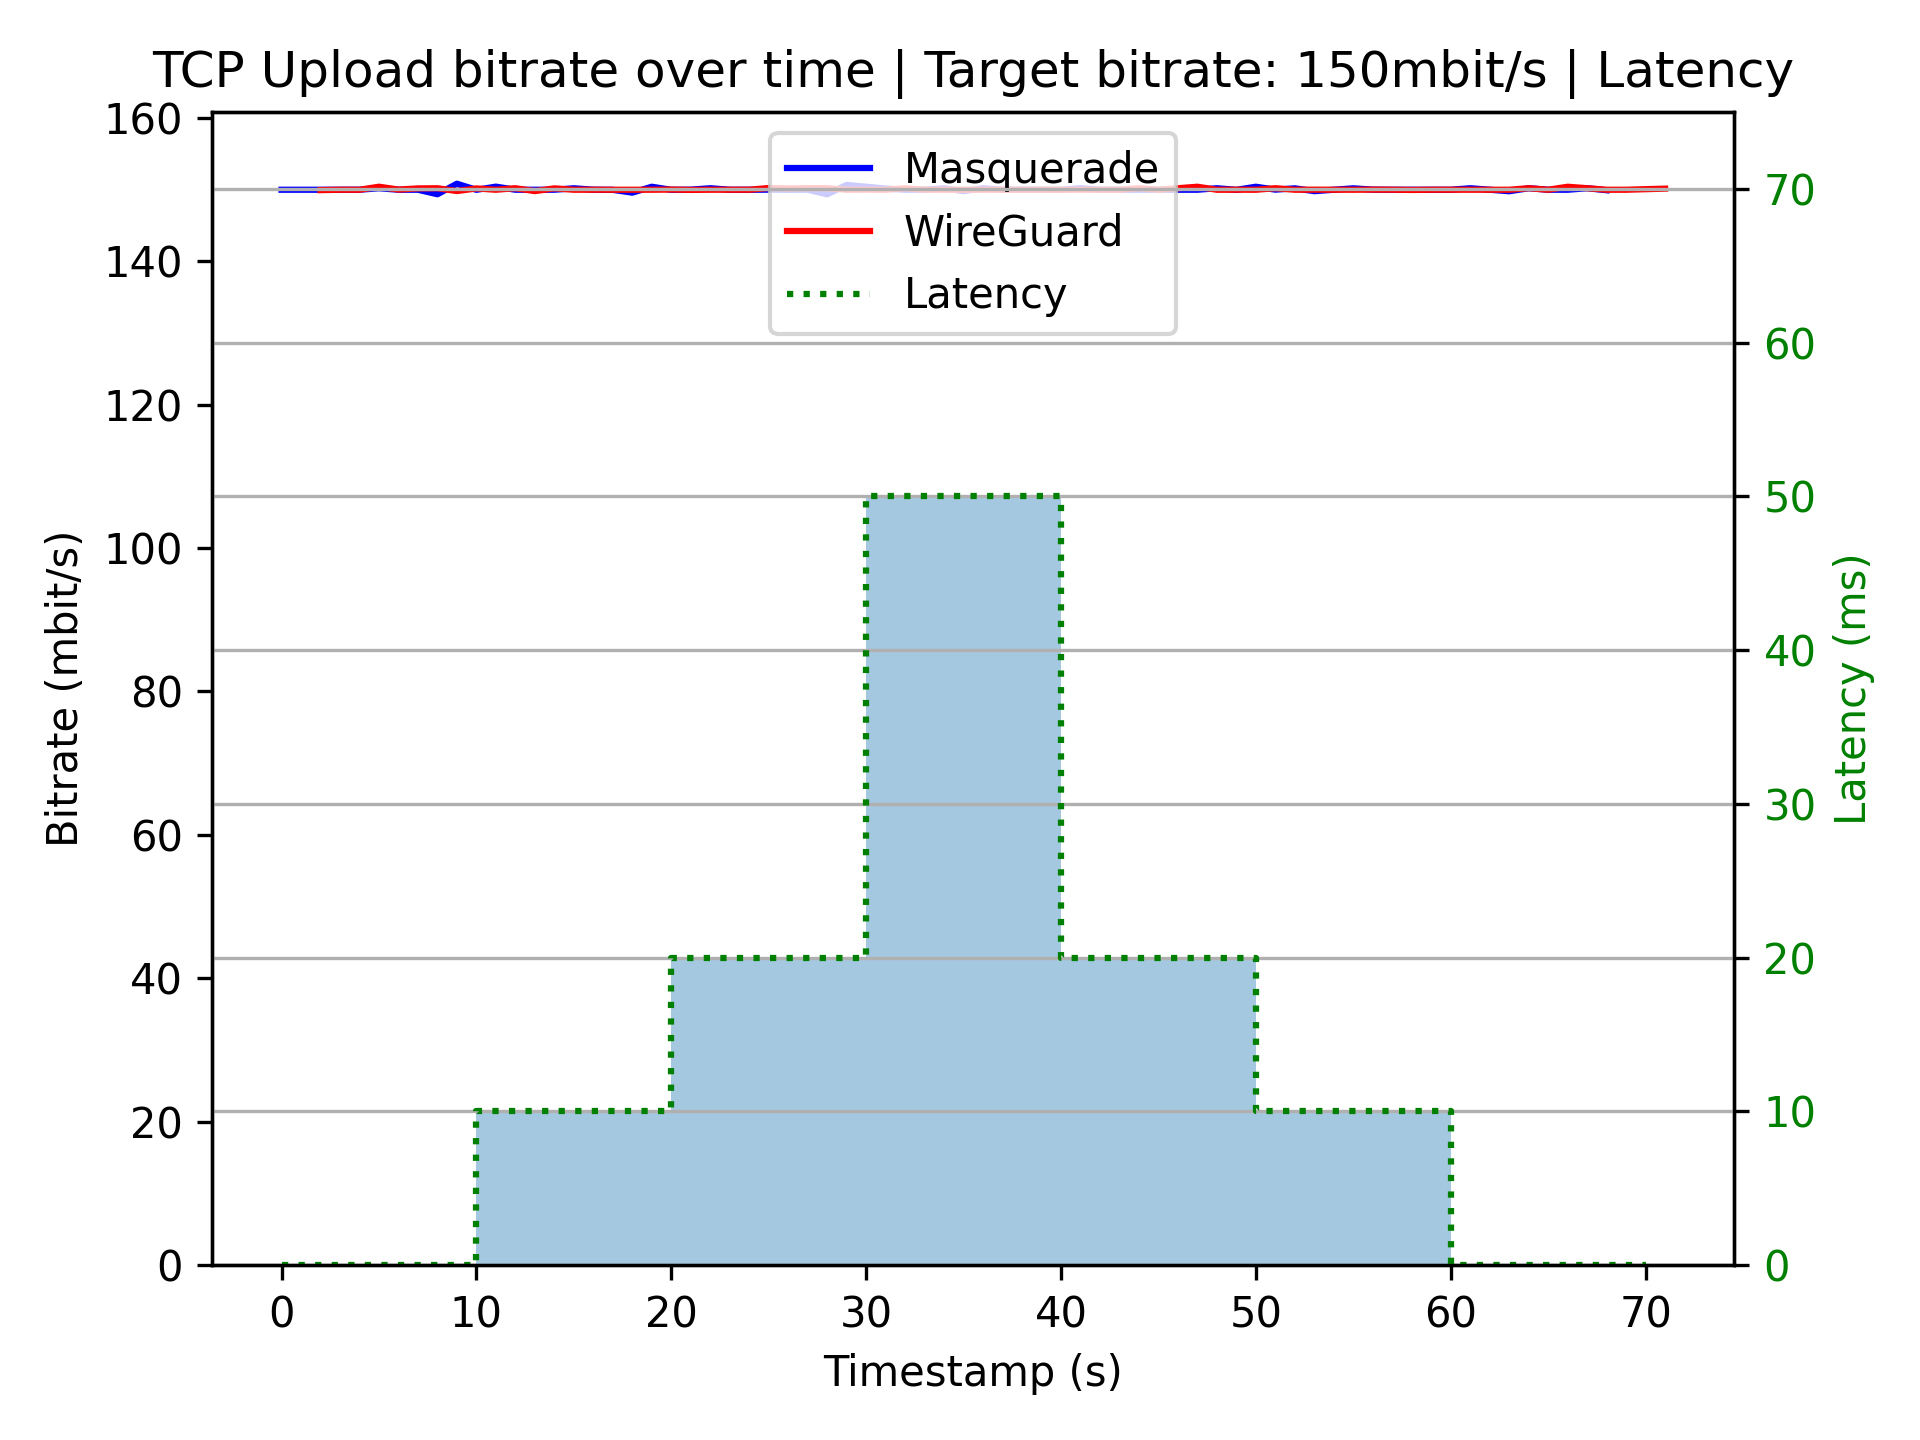 TCP Upload bitrate over time | Target bitrate: 150mbit/s | Latency
160
140
120
100
80
60
40
20
0
Bitrate (mbit/s)
Masquerade
WireGuard
Latency
70
60
50
40
30
20
10
0
Latency (ms)
0 10 20 30 40 50 60 70
Timestamp (s)